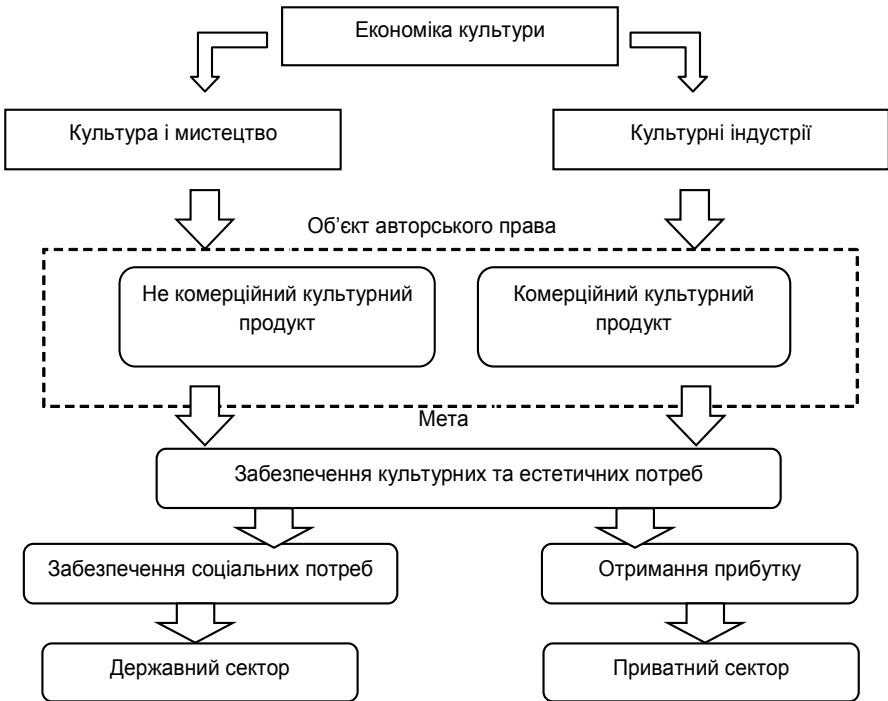 Економіка культури
Культура і мистецтво
Культурні індустрії
Об’єкт авторського права
Не комерційний культурний
продукт
Комерційний культурний
продукт
Мета
Забезпечення культурних та естетичних потреб
Забезпечення соціальних потреб
Отримання прибутку
Державний сектор
Приватний сектор